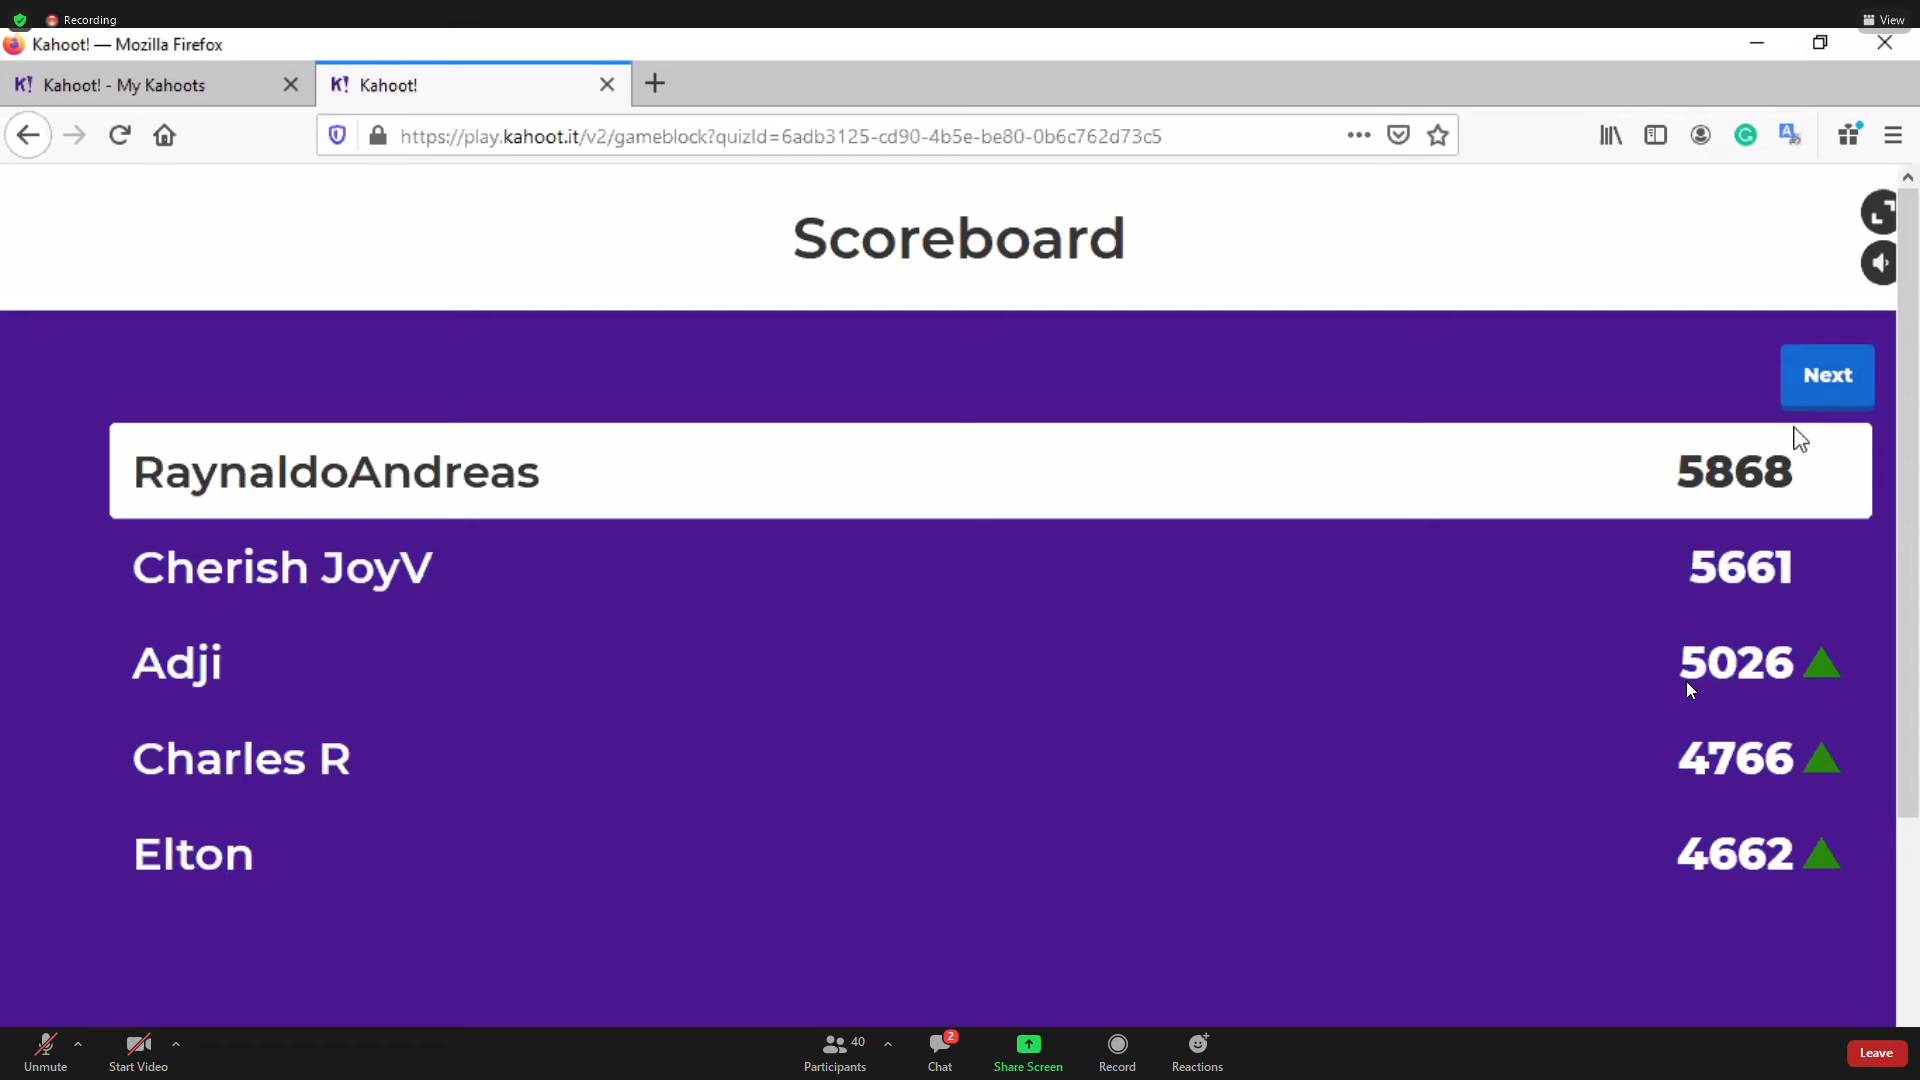 Recording
View
Kahoot! — Mozilla Firefox
K! Kahoot! - My Kahoots
K! Kahoot!
https://play.kahoot.it/v2/gameblock?quizId=6adb3125-cd90-4b5e-be80-0b6c762d73c5
Scoreboard
Next
RaynaldoAndreas 5868
Cherish JoyV 5661
Adji 5026
Charles R 4766
Elton 4662
Unmute
Start Video
40
Participants
2
Chat
Share Screen
Record
Reactions
Leave